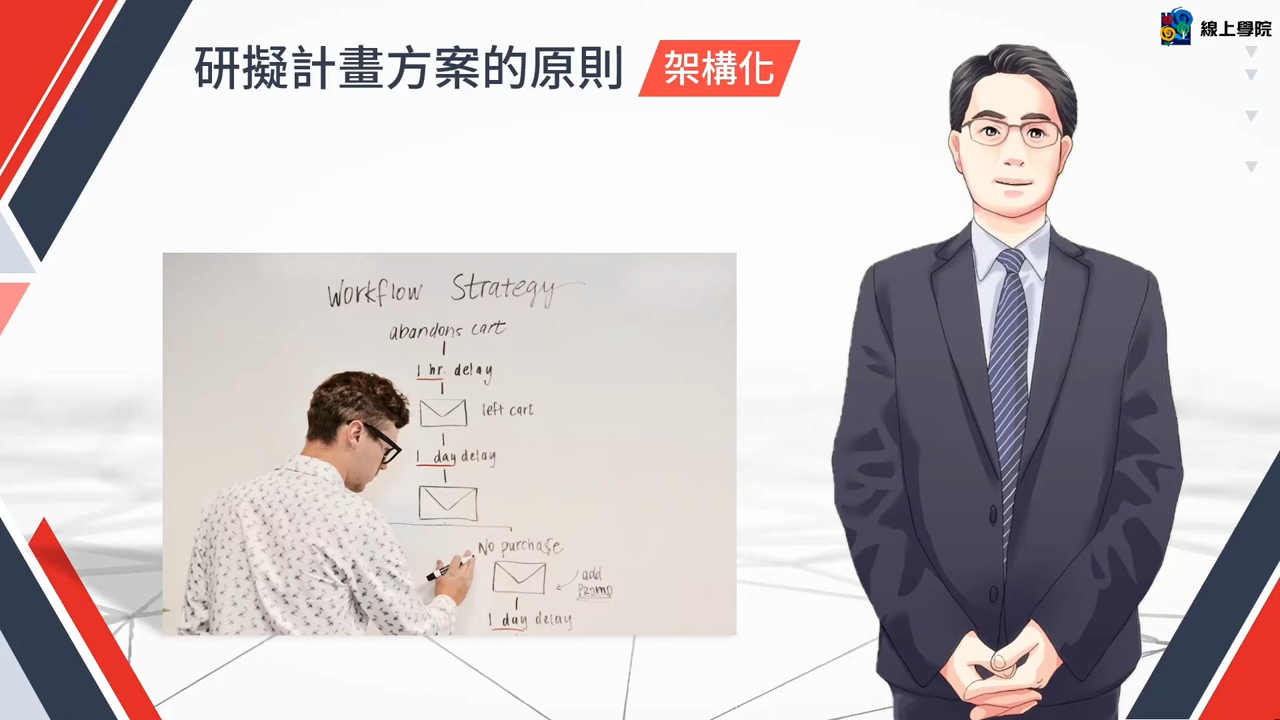 線上學院
研擬計畫方案的原則 架構化
Workflow Strategy
abandons cart
1 hr. delay
left cart
1 day delay
No purchase
add
promo
1 day delay